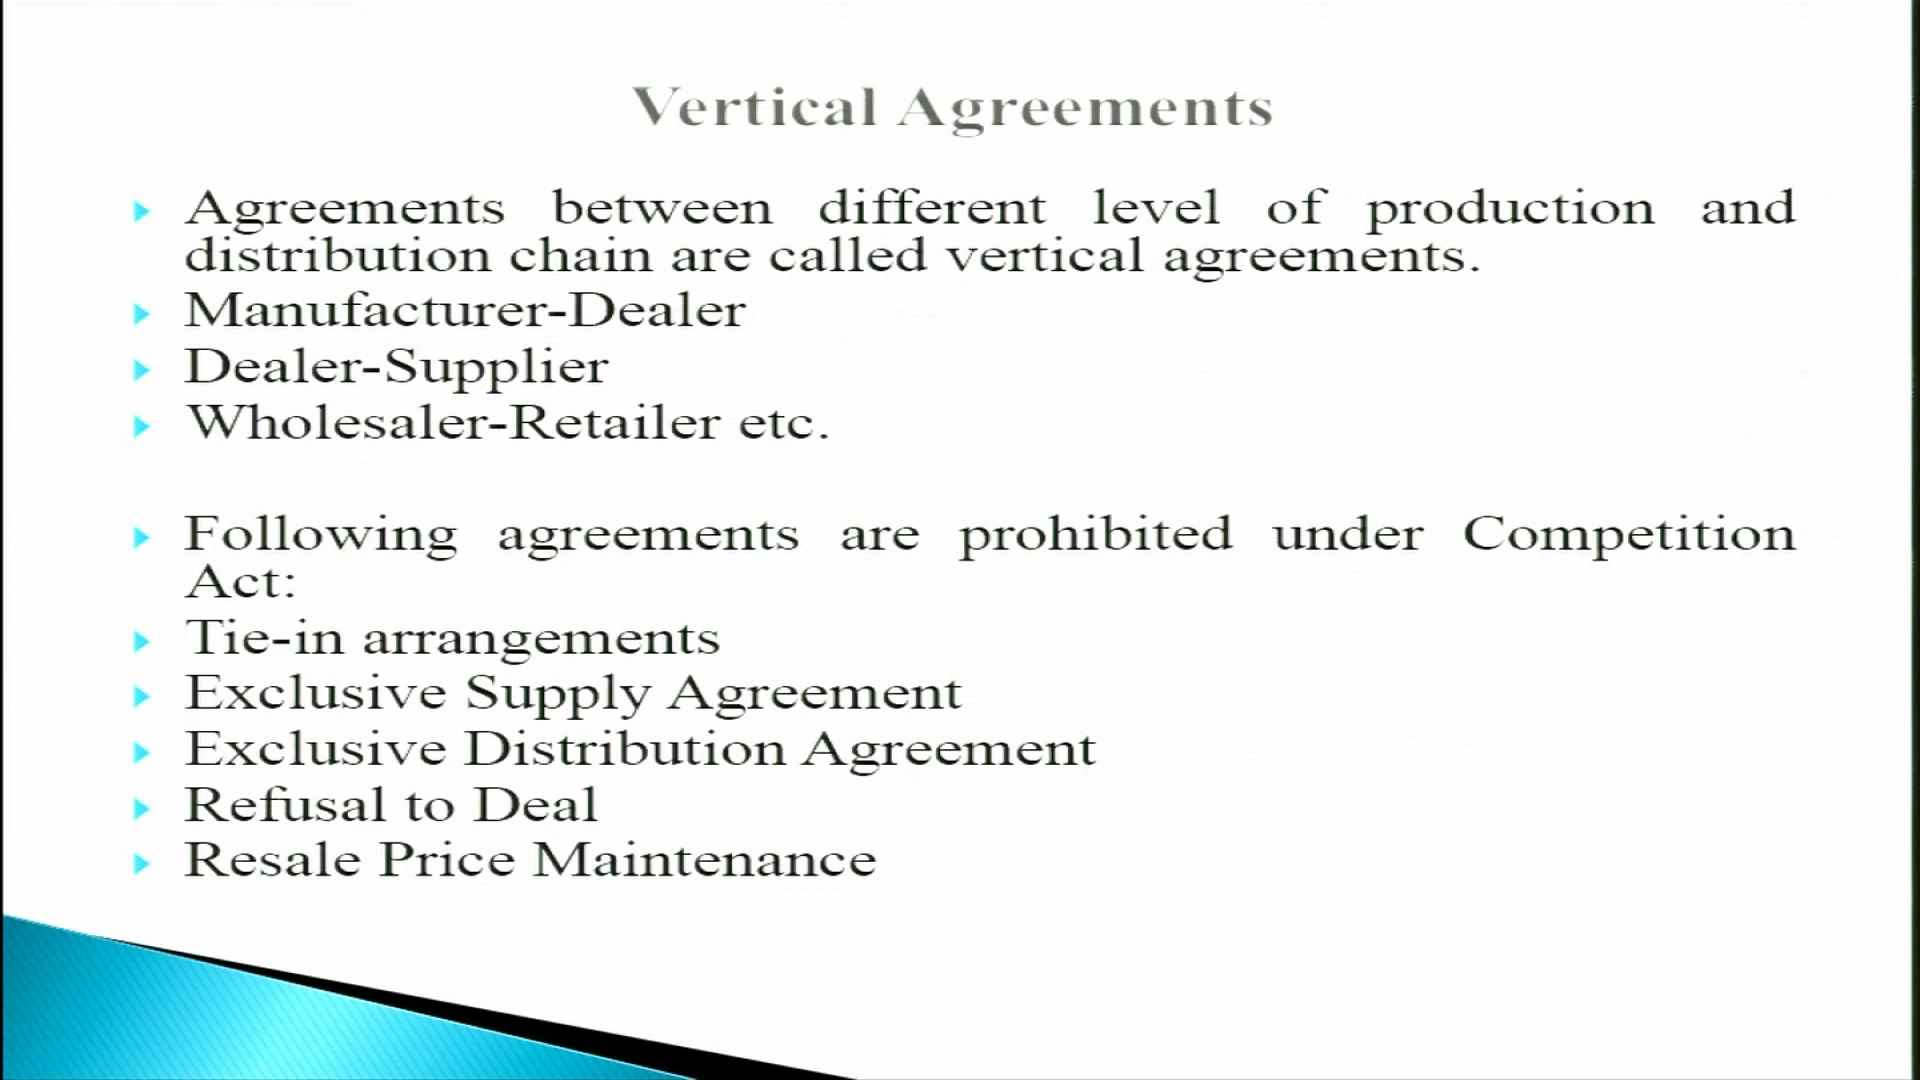 Vertical Agreements
Agreements between different level of production and
distribution chain are called vertical agreements.
Manufacturer-Dealer
Dealer-Supplier
Wholesaler-Retailer etc.
Following agreements are prohibited under Competition
Act:
Tie-in arrangements
Exclusive Supply Agreement
Exclusive Distribution Agreement
Refusal to Deal
Resale Price Maintenance